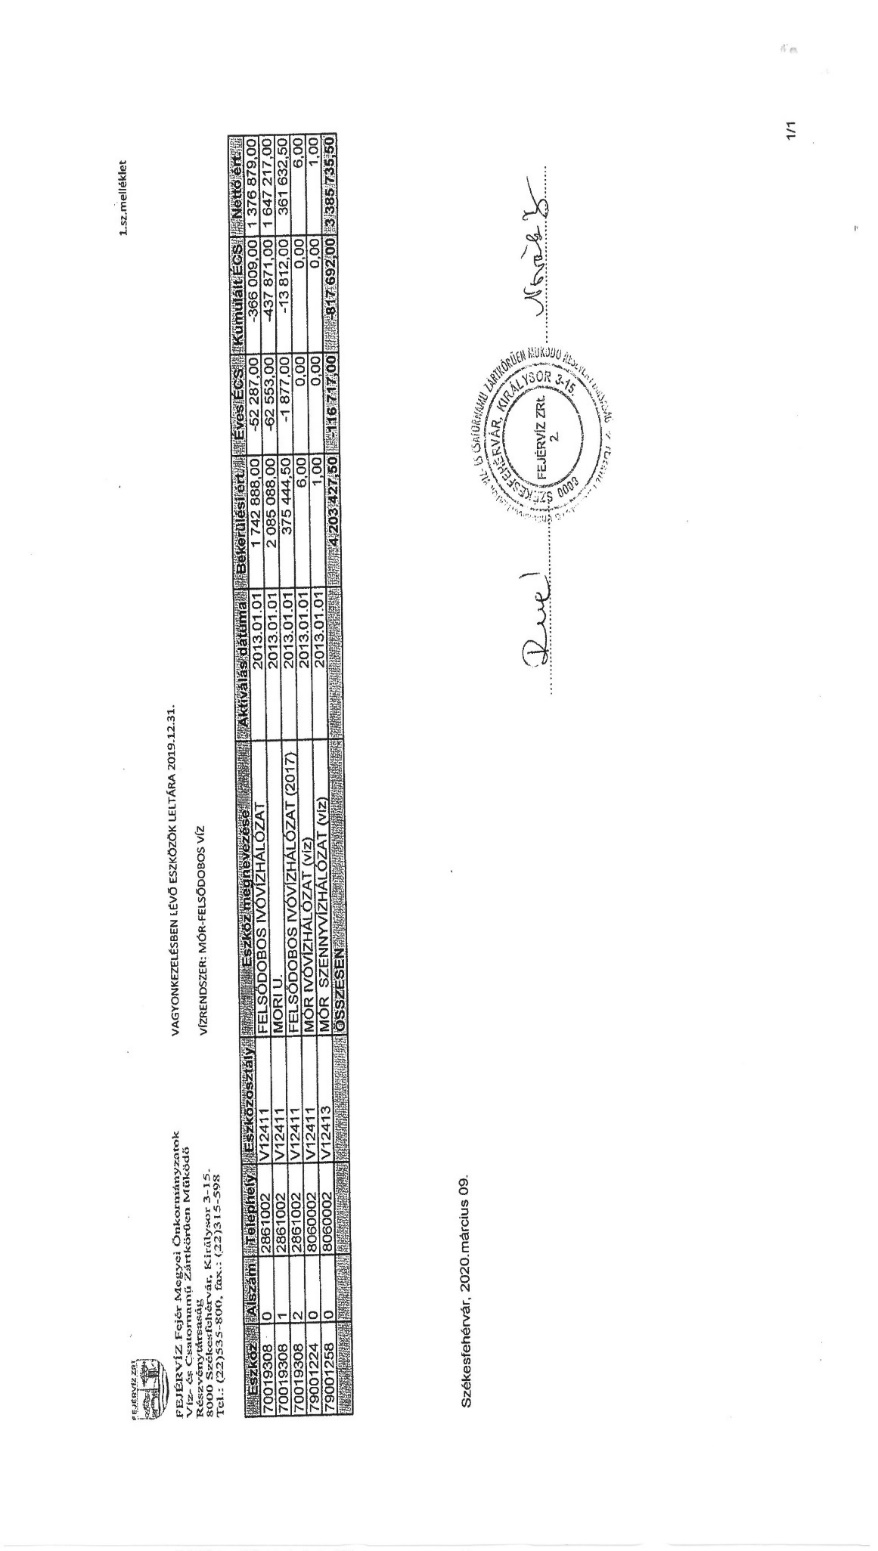 1.sz.melléklet
FEJÉRVÍZ ZRT
FEJÉRVÍZ Fejér Megyei Önkormányzatok
Víz- és Csatornamű Zártkörűen Működő
Részvénytársaság
8000 Székesfehérvár, Királysor 3-15.
Tel.: (22)535-800, fax.: (22)315-598
VAGYONKEZELÉSBEN LÉVŐ ESZKÖZÖK LELTÁRA 2019.12.31.
VÍZRENDSZER: MÓR-FELSŐDOBOS VÍZ
Eszköz Alszám Telephely Eszközosztály Eszköz megnevezése Aktiválás dátuma Bekerülési ért. Éves ÉCS Kumulált ÉCS Nettó ért.
70019308 0 2861002 V12411 FELSŐDOBOS IVÓVÍZHÁLÓZAT 2013.01.01 1 742 888,00 -52 287,00 -366 009,00 1 376 879,00
70019308 1 2861002 V12411 MÓRI U. 2013.01.01 2 085 088,00 -62 553,00 -437 871,00 1 647 217,00
70019308 2 2861002 V12411 FELSŐDOBOS IVÓVÍZHÁLÓZAT (2017) 2013.01.01 375 444,50 -1 877,00 -13 812,00 361 632,50
79001224 0 8060002 V12411 MÓR IVÓVÍZHÁLÓZAT (víz) 2013.01.01 6,00 0,00 0,00 6,00
79001258 0 8060002 V12413 MÓR SZENNYVÍZHÁLÓZAT (víz) 2013.01.01 1,00 0,00 0,00 1,00
ÖSSZESEN 4 203 427,50 -116 717,00 -817 692,00 3 385 735,50
Székesfehérvár, 2020.március 09.
SZÉKESFEHÉRVÁR, KIRÁLYSOR 3-15.
FEJÉRVÍZ ZRt.
2.
1/1